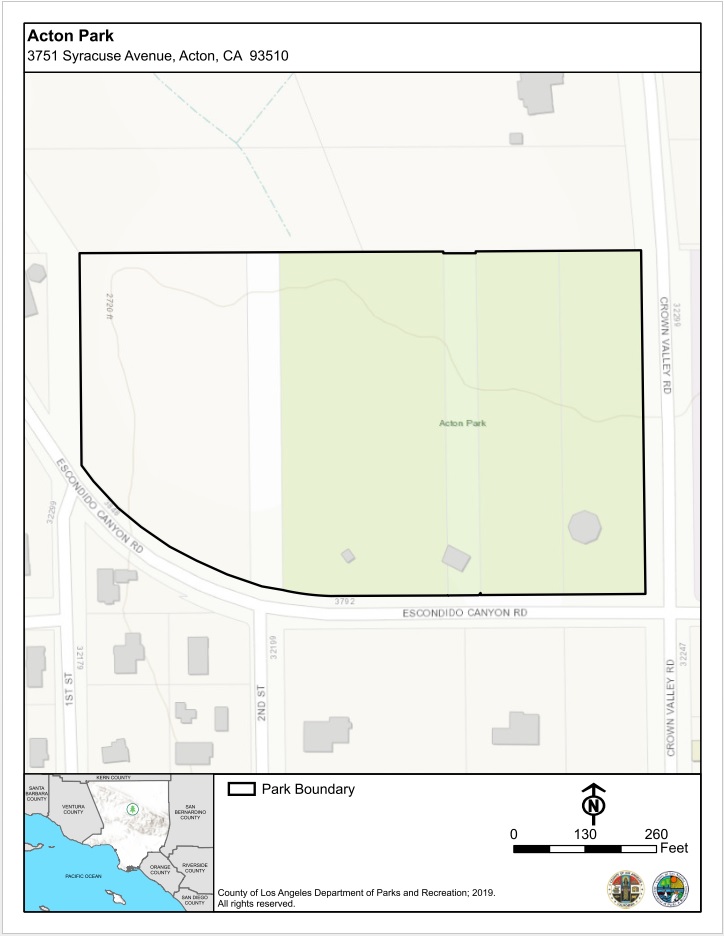 Acton Park
3751 Syracuse Avenue, Acton, CA 93510
2720 ft
CROWN VALLEY RD
32299
Acton Park
ESCONDIDO CANYON RD
32299
3792
ESCONDIDO CANYON RD
1ST ST
32179
2ND ST
32199
CROWN VALLEY RD
32247
KERN COUNTY
SANTA
BARBARA
COUNTY
VENTURA
COUNTY
SAN
BERNARDINO
COUNTY
ORANGE
COUNTY
RIVERSIDE
COUNTY
SAN DIEGO
COUNTY
PACIFIC OCEAN
Park Boundary
N
0 130 260
Feet
County of Los Angeles Department of Parks and Recreation; 2019.
All rights reserved.